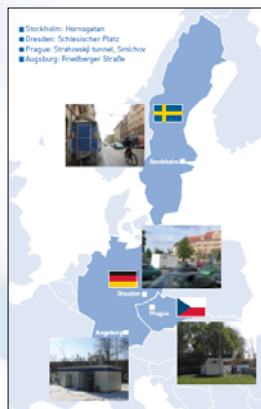 Stockholm: Hornsgatan
Dresden: Schlesischer Platz
Prague: Strahovský tunnel, Smíchov
Augsburg: Friedberger Straße
Stockholm
Dresden
Prague
Augsburg